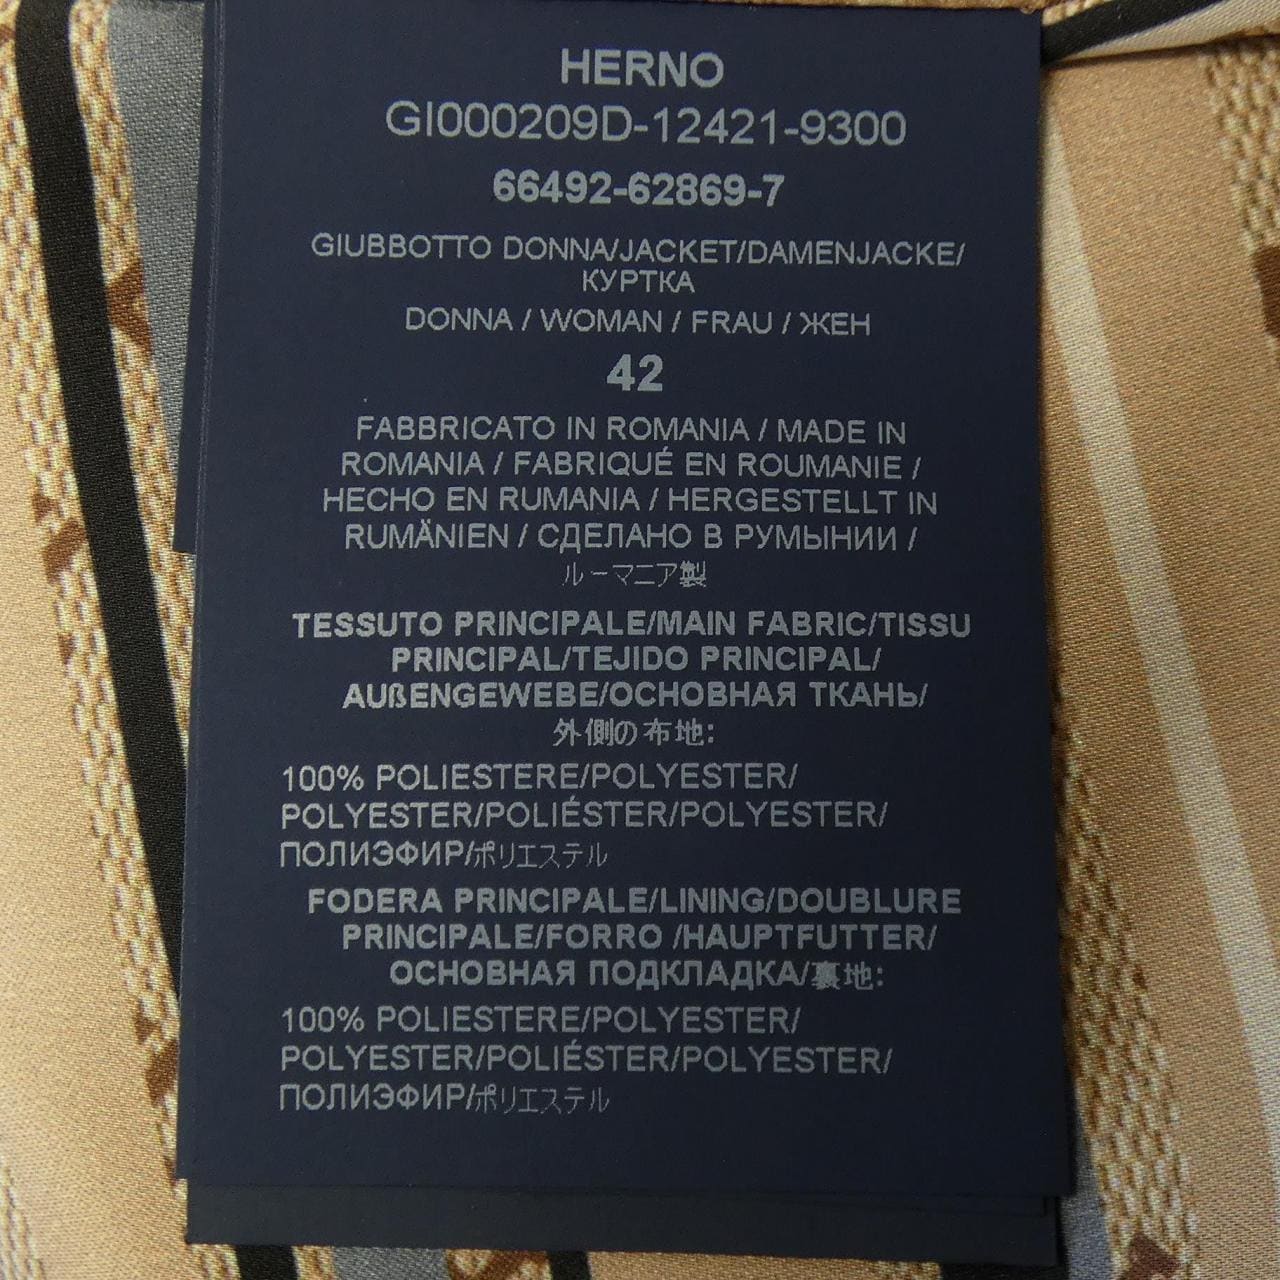 HERNO
GI000209D-12421-9300
66492-62869-7
GIUBBOTTO DONNA/JACKET/DAMENJACKE/
КУРТКА
DONNA / WOMAN / FRAU / ЖЕН
42
FABBRICATO IN ROMANIA / MADE IN
ROMANIA / FABRIQUÉ EN ROUMANIE /
HECHO EN RUMANIA / HERGESTELLT IN
RUMÄNIEN / СДЕЛАНО В РУМЫНИИ /
ルーマニア製
TESSUTO PRINCIPALE/MAIN FABRIC/TISSU
PRINCIPAL/TEJIDO PRINCIPAL/
AUßENGEWEBE/ОСНОВНАЯ ТКАНЬ/
外側の布地:
100% POLIESTERE/POLYESTER/
POLYESTER/POLIÉSTER/POLYESTER/
ПОЛИЭФИР/ポリエステル
FODERA PRINCIPALE/LINING/DOUBLURE
PRINCIPALE/FORRO /HAUPTFUTTER/
ОСНОВНАЯ ПОДКЛАДКА/裏地:
100% POLIESTERE/POLYESTER/
POLYESTER/POLIÉSTER/POLYESTER/
ПОЛИЭФИР/ポリエステル